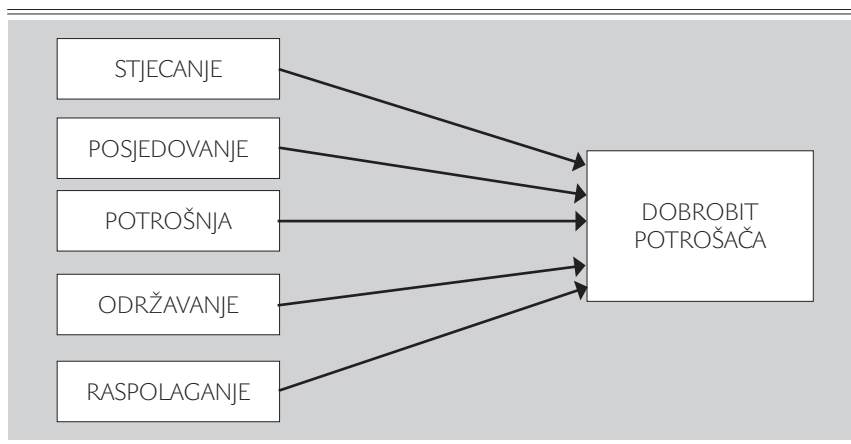 STJECANJE
POSJEDOVANJE
POTROŠNJA
ODRŽAVANJE
RASPOLAGANJE
DOBROBIT
POTROŠAČA